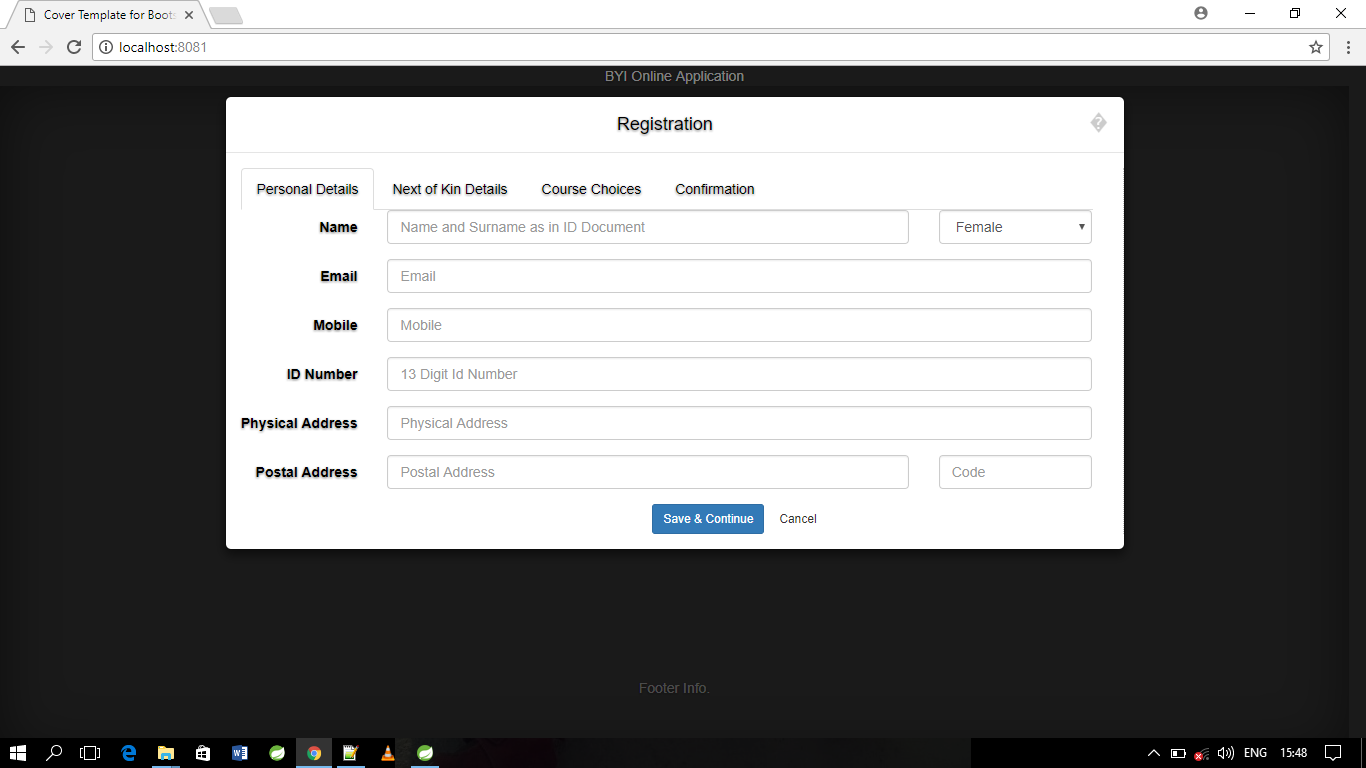 Cover Template for Boots
localhost:8081
BYI Online Application
Registration
?
Personal Details Next of Kin Details Course Choices Confirmation
Name Name and Surname as in ID Document Female
Email Email
Mobile Mobile
ID Number 13 Digit Id Number
Physical Address Physical Address
Postal Address Postal Address Code
Save & Continue Cancel
Footer Info.
ENG 15:48